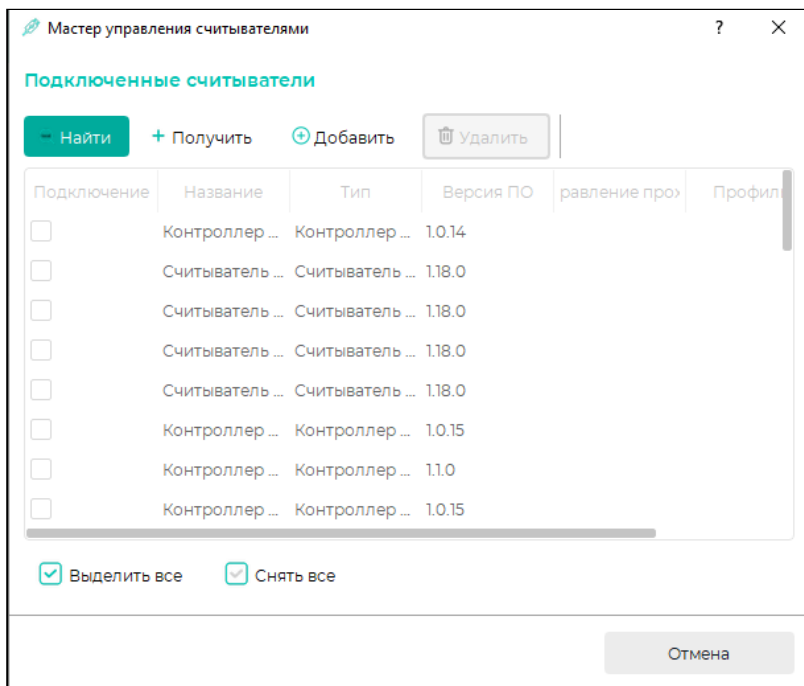 Мастер управления считывателями ?
Подключенные считыватели
Найти + Получить Добавить Удалить
Подключение Название Тип Версия ПО равление прох Профиль
Контроллер ... Контроллер ... 1.0.14
Считыватель ... Считыватель ... 1.18.0
Считыватель ... Считыватель ... 1.18.0
Считыватель ... Считыватель ... 1.18.0
Считыватель ... Считыватель ... 1.18.0
Контроллер ... Контроллер ... 1.0.15
Контроллер ... Контроллер ... 1.1.0
Контроллер ... Контроллер ... 1.0.15
Выделить все Снять все
Отмена